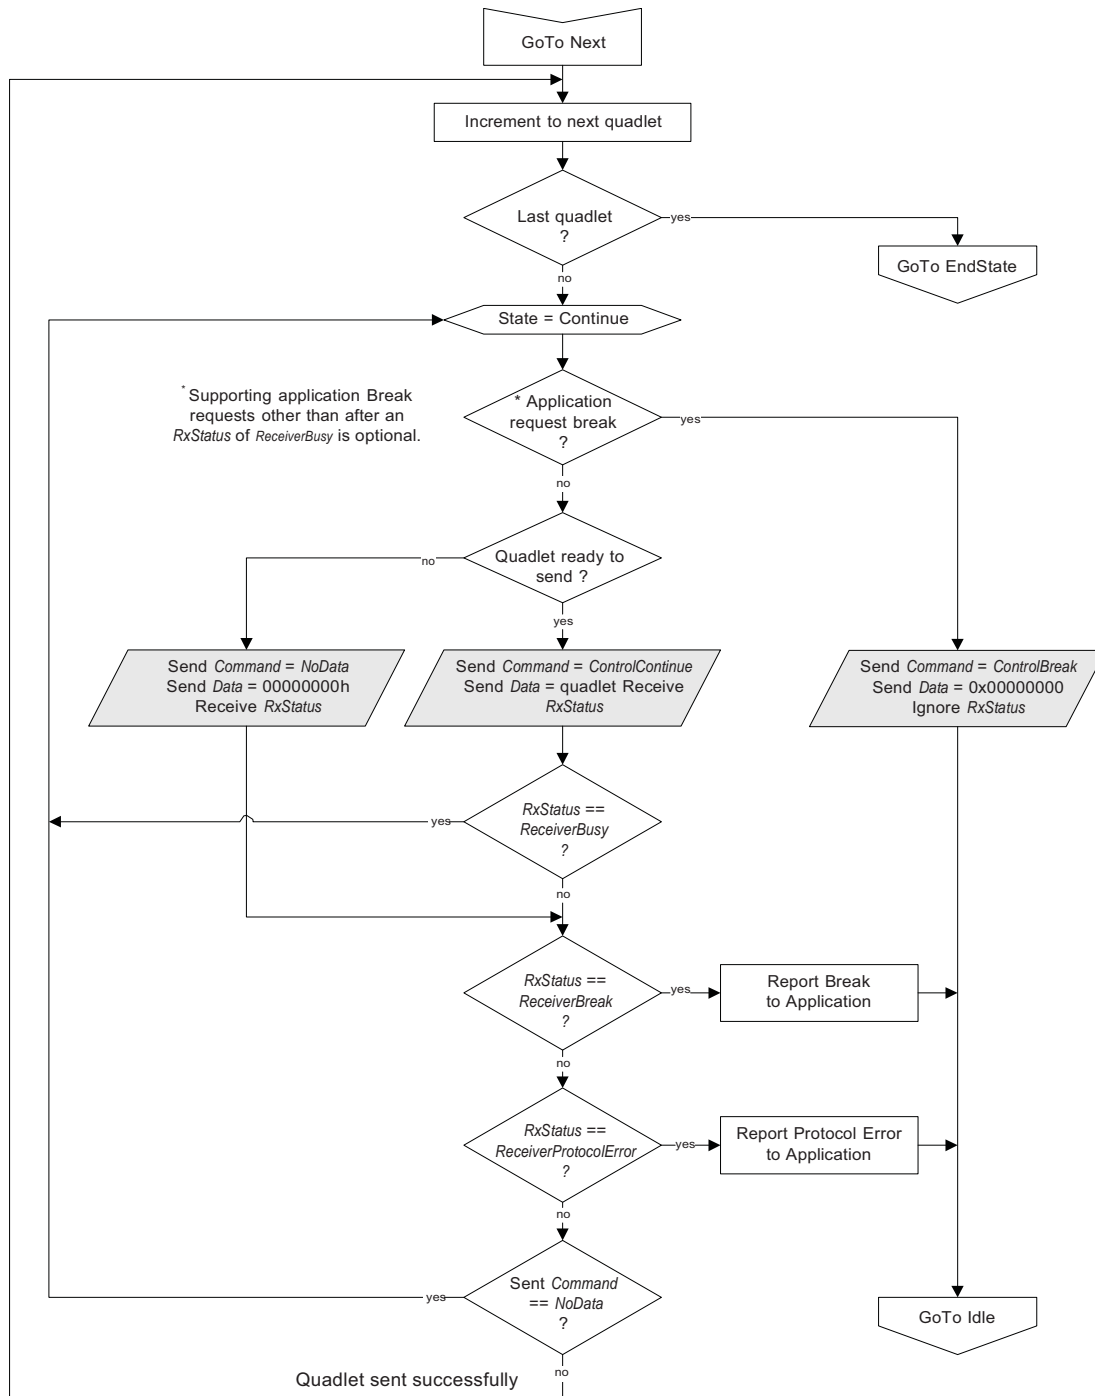 GoTo Next
Increment to next quadlet
Last quadlet
?
yes
GoTo EndState
no
State = Continue
* Supporting application Break
requests other than after an
RxStatus of ReceiverBusy is optional.
* Application
request break
?
yes
no
Quadlet ready to
send ?
no
yes
Send Command = NoData
Send Data = 00000000h
Receive RxStatus
Send Command = ControlContinue
Send Data = quadlet Receive
RxStatus
Send Command = ControlBreak
Send Data = 0x00000000
Ignore RxStatus
RxStatus ==
ReceiverBusy
?
yes
no
RxStatus ==
ReceiverBreak
?
yes
Report Break
to Application
no
RxStatus ==
ReceiverProtocolError
?
yes
Report Protocol Error
to Application
no
Sent Command
== NoData
?
yes
GoTo Idle
no
Quadlet sent successfully